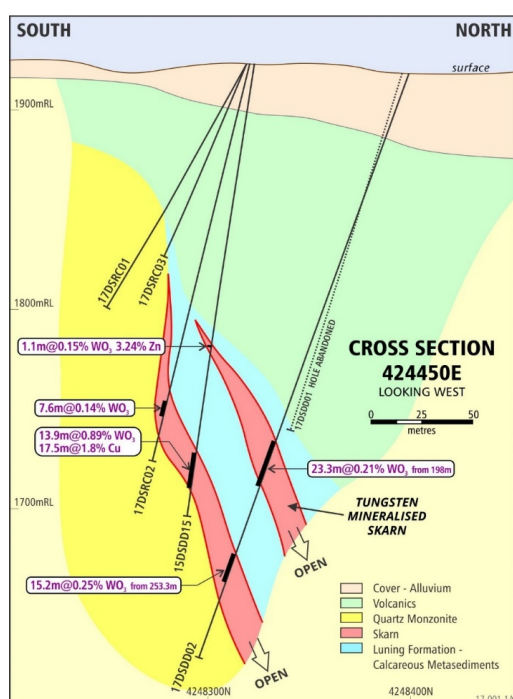 SOUTH
NORTH
surface
1900mRL
17DSRC01
17DSRC03
1800mRL
1.1m@0.15% WO3 3.24% Zn
17DSDD01 HOLE ABANDONED
CROSS SECTION
424450E
LOOKING WEST
0 25 50
metres
7.6m@0.14% WO3
13.9m@0.89% WO3
17.5m@1.8% Cu
17DSRC02
23.3m@0.21% WO3 from 198m
1700mRL
15DSDD15
TUNGSTEN
MINERALISED
SKARN
OPEN
15.2m@0.25% WO3 from 253.3m
17DSDD02
OPEN
Cover - Alluvium
Volcanics
Quartz Monzonite
Skarn
Luning Formation -
Calcareous Metasediments
4248300N
4248400N